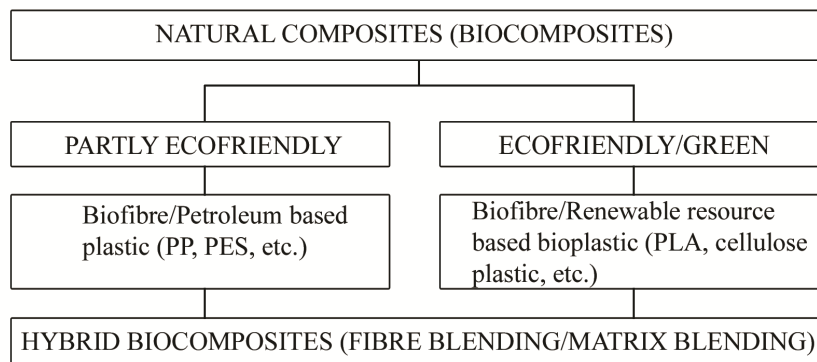 NATURAL COMPOSITES (BIOCOMPOSITES)
PARTLY ECOFRIENDLY
ECOFRIENDLY/GREEN
Biofibre/Petroleum based
plastic (PP, PES, etc.)
Biofibre/Renewable resource
based bioplastic (PLA, cellulose
plastic, etc.)
HYBRID BIOCOMPOSITES (FIBRE BLENDING/MATRIX BLENDING)